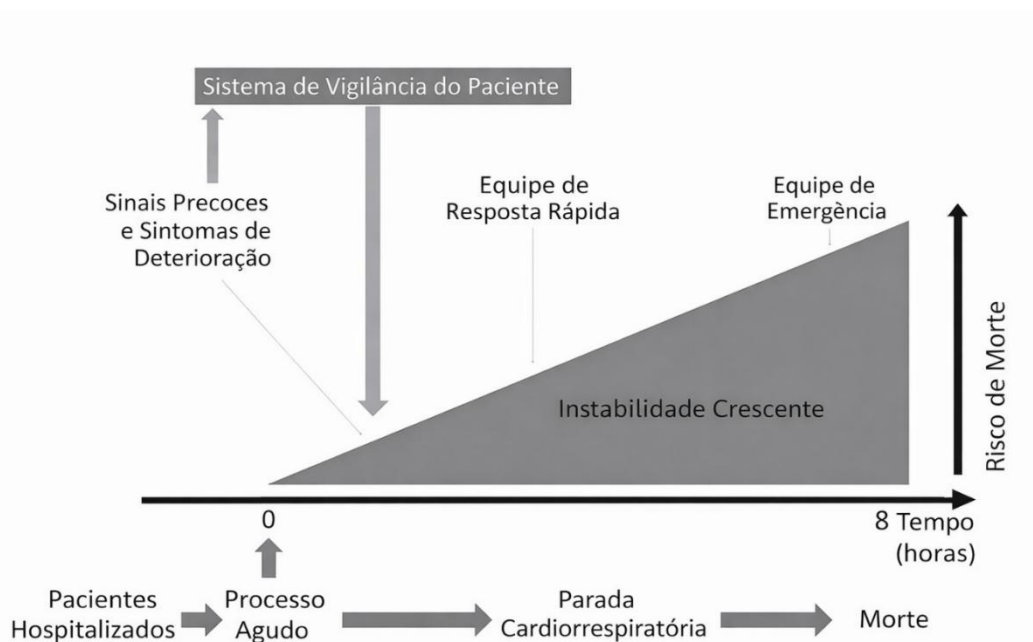 Sistema de Vigilância do Paciente
Sinais Precoces
e Sintomas de
Deterioração
Equipe de
Resposta Rápida
Equipe de
Emergència
Instabilidade Crescente
Risco de Morte
0
8 Tempo
(horas)
Pacientes
Hospitalizados
Processo
Agudo
Parada
Cardiorrespiratória
Morte